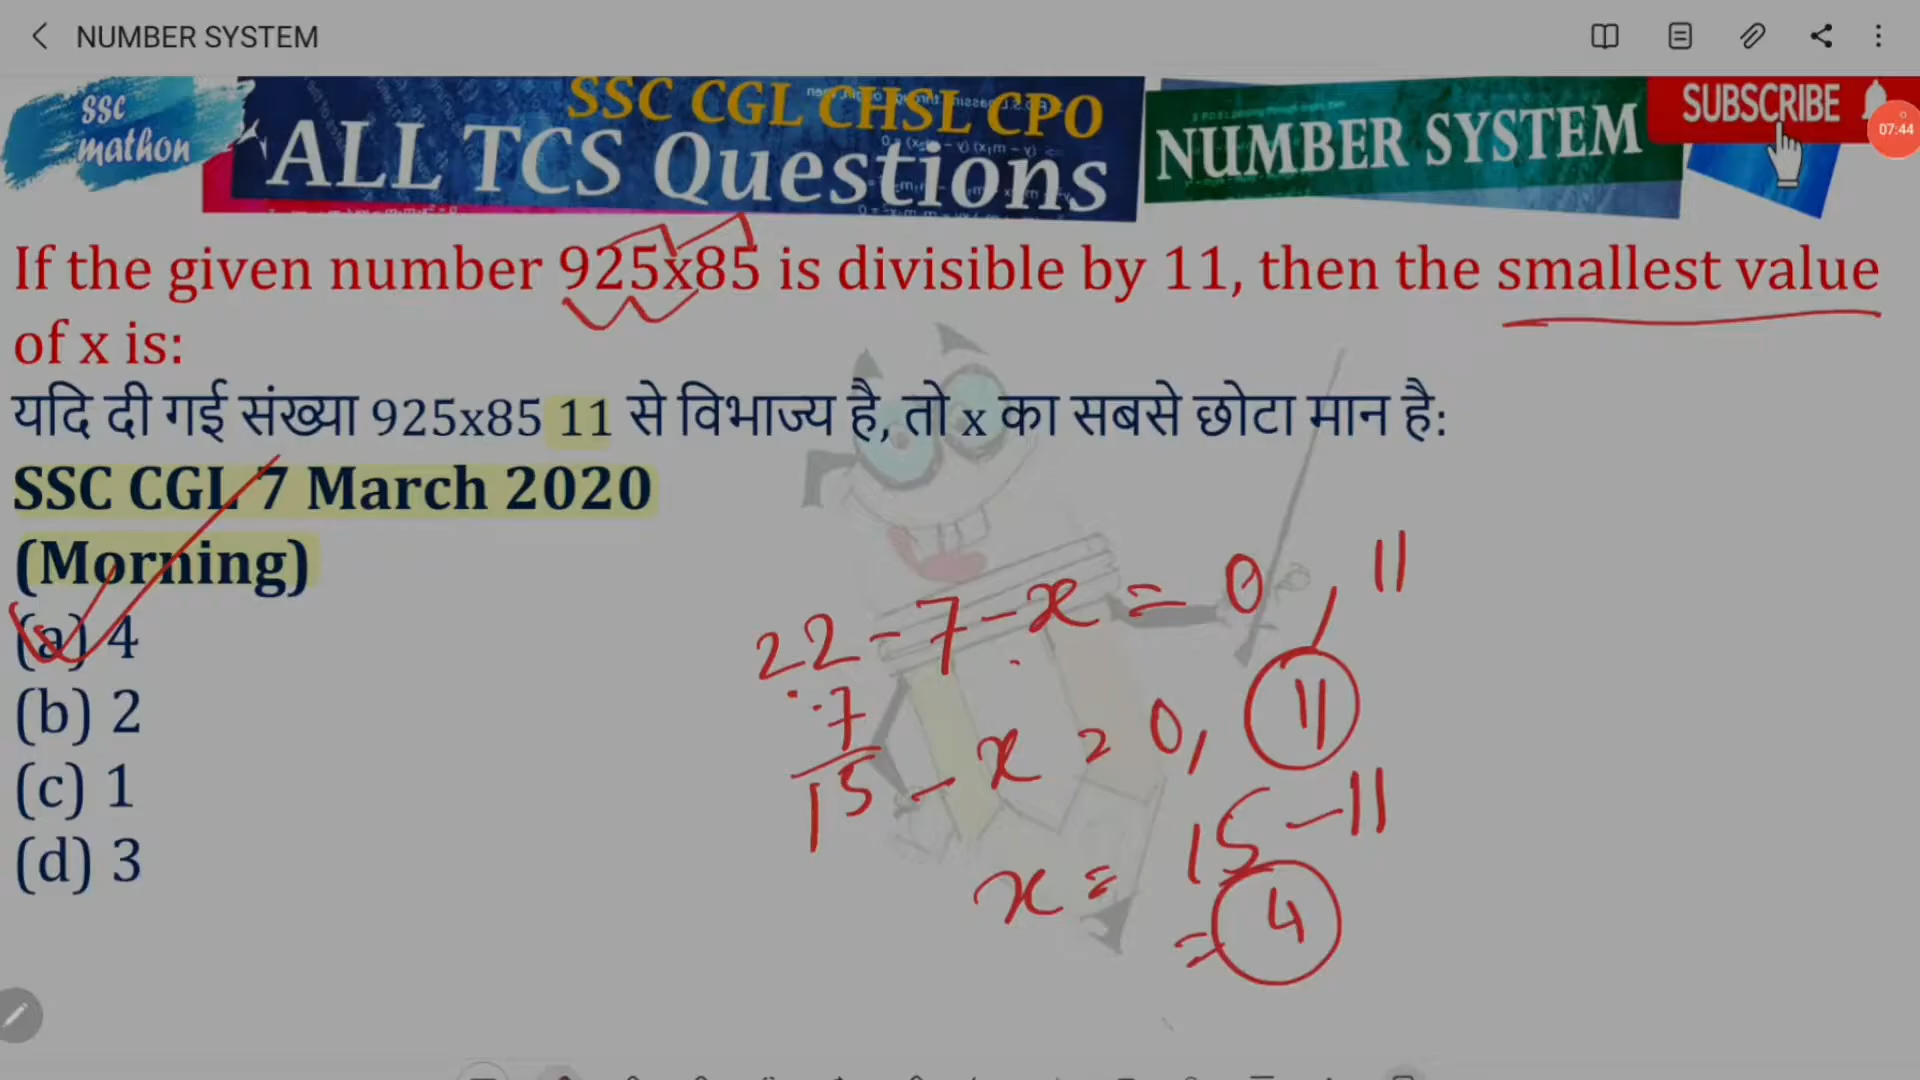 NUMBER SYSTEM
SSC
mathon
SSC CGL CHSL CPO
ALL TCS Questions
NUMBER SYSTEM
SUBSCRIBE
07:44
If the given number 925x85 is divisible by 11, then the smallest value
of x is:
यदि दी गई संख्या 925x85 11 से विभाज्य है, तो x का सबसे छोटा मान है:
SSC CGL 7 March 2020
(Morning)
(a) 4
(b) 2
(c) 1
(d) 3
22 - 7 - x = 0, 11
7
15 - x = 0, 11
x = 15 - 11
= 4